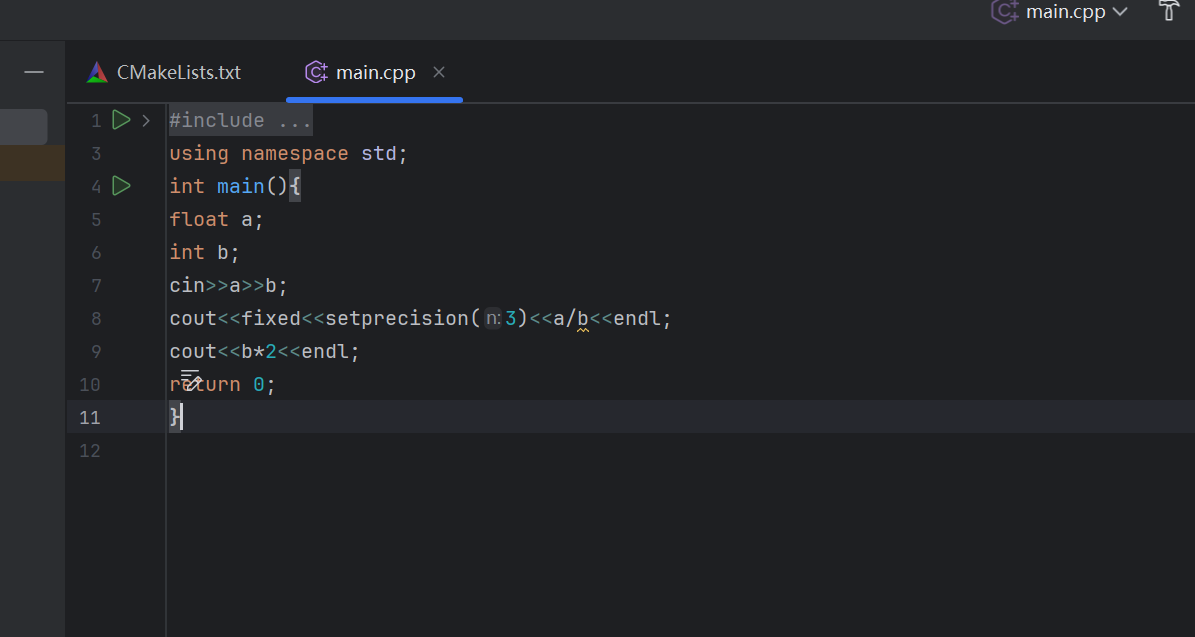 main.cpp
CMakeLists.txt
main.cpp
1 #include ...
3 using namespace std;
4 int main(){
5 float a;
6 int b;
7 cin>>a>>b;
8 cout<<fixed<<setprecision( n: 3)<<a/b<<endl;
9 cout<<b*2<<endl;
10 return 0;
11 }
12